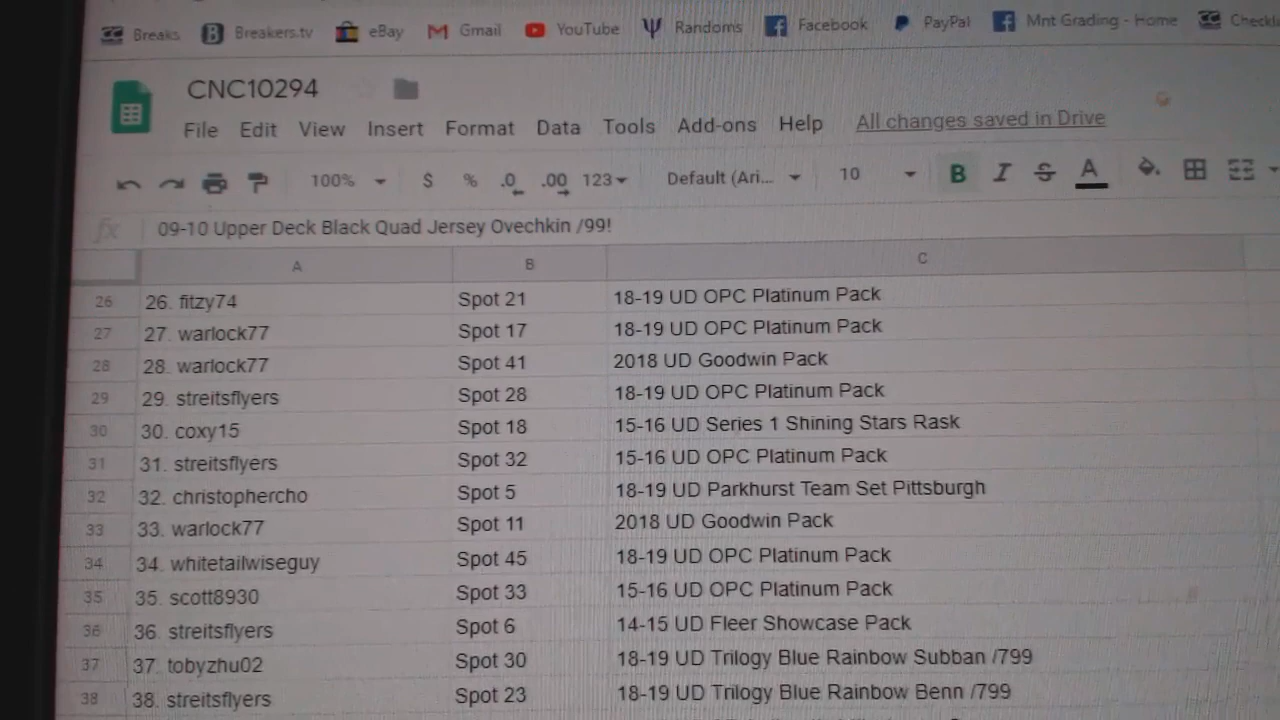 Breaks Breakers.tv eBay Gmail YouTube Randoms Facebook PayPal Mnt Grading - Home
CNC10294
File Edit View Insert Format Data Tools Add-ons Help All changes saved in Drive
100% $ % .0 .00 123 Default (Ari... 10 B I S A
fx 09-10 Upper Deck Black Quad Jersey Ovechkin /99!
A B C
26 26. fitzy74 Spot 21 18-19 UD OPC Platinum Pack
27 27. warlock77 Spot 17 18-19 UD OPC Platinum Pack
28 28. warlock77 Spot 41 2018 UD Goodwin Pack
29 29. streitsflyers Spot 28 18-19 UD OPC Platinum Pack
30 30. coxy15 Spot 18 15-16 UD Series 1 Shining Stars Rask
31 31. streitsflyers Spot 32 15-16 UD OPC Platinum Pack
32 32. christophercho Spot 5 18-19 UD Parkhurst Team Set Pittsburgh
33 33. warlock77 Spot 11 2018 UD Goodwin Pack
34 34. whitetailwiseguy Spot 45 18-19 UD OPC Platinum Pack
35 35. scott8930 Spot 33 15-16 UD OPC Platinum Pack
36 36. streitsflyers Spot 6 14-15 UD Fleer Showcase Pack
37 37. tobyzhu02 Spot 30 18-19 UD Trilogy Blue Rainbow Subban /799
38 38. streitsflyers Spot 23 18-19 UD Trilogy Blue Rainbow Benn /799